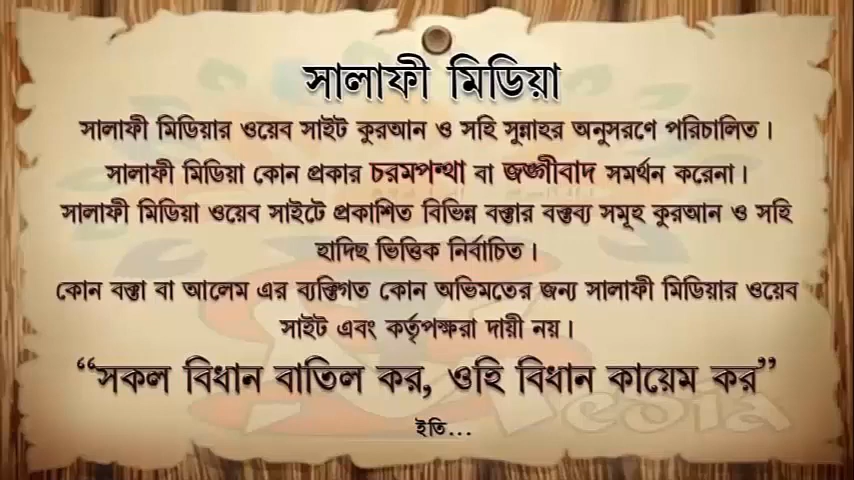 সালাফী মিডিয়া
সালাফী মিডিয়ার ওয়েব সাইট কুরআন ও সহি সুন্নাহর অনুসরণে পরিচালিত।
সালাফী মিডিয়া কোন প্রকার চরমপন্থা বা জঙ্গীবাদ সমর্থন করেনা।
সালাফী মিডিয়া ওয়েব সাইটে প্রকাশিত বিভিন্ন বক্তার বক্তব্য সমূহ কুরআন ও সহি
হাদিছ ভিত্তিক নির্বাচিত।
কোন বক্তা বা আলেম এর ব্যক্তিগত কোন অভিমতের জন্য সালাফী মিডিয়ার ওয়েব
সাইট এবং কর্তৃপক্ষরা দায়ী নয়।
“সকল বিধান বাতিল কর, ওহি বিধান কায়েম কর”
ইতি...